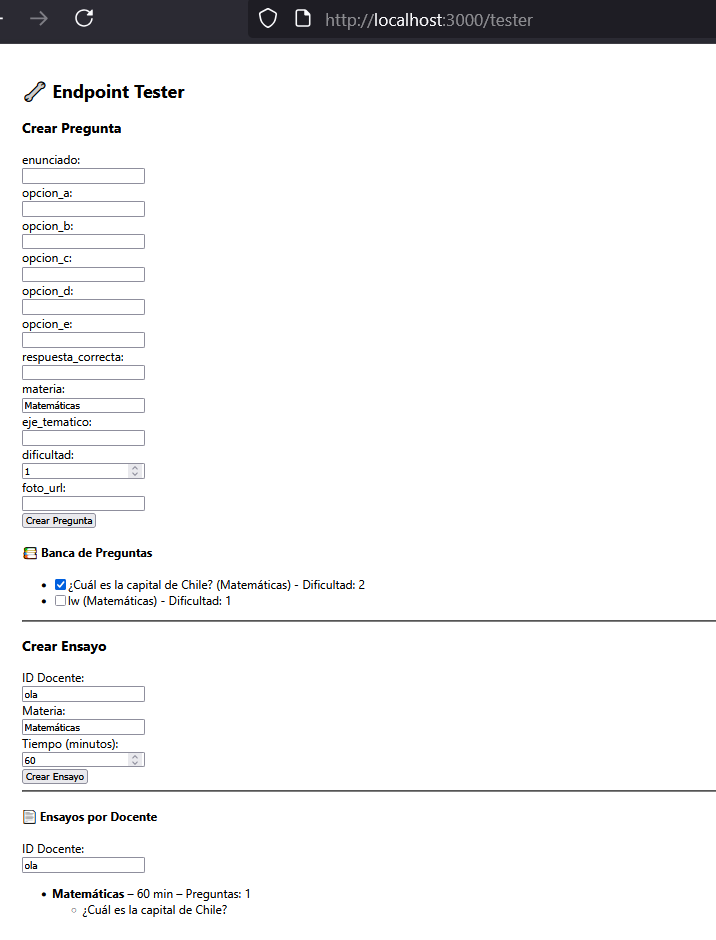 http://localhost:3000/tester
Endpoint Tester
Crear Pregunta
enunciado:
opcion_a:
opcion_b:
opcion_c:
opcion_d:
opcion_e:
respuesta_correcta:
materia:
Matemáticas
eje_tematico:
dificultad:
1
foto_url:
Crear Pregunta
Banca de Preguntas
¿Cuál es la capital de Chile? (Matemáticas) - Dificultad: 2
lw (Matemáticas) - Dificultad: 1
Crear Ensayo
ID Docente:
ola
Materia:
Matemáticas
Tiempo (minutos):
60
Crear Ensayo
Ensayos por Docente
ID Docente:
ola
Matemáticas – 60 min – Preguntas: 1
¿Cuál es la capital de Chile?